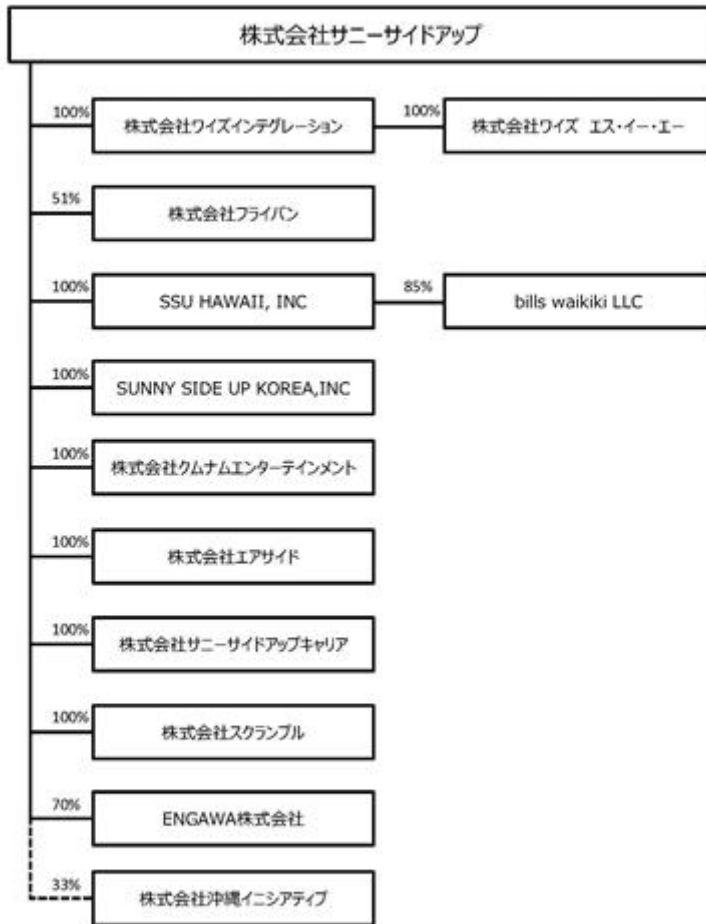 株式会社サニーサイドアップ
100%
株式会社ワイズインテグレーション
100%
株式会社ワイズ エス・イー・エー
51%
株式会社フライパン
100%
SSU HAWAII, INC
85%
bills waikiki LLC
100%
SUNNY SIDE UP KOREA,INC
100%
株式会社クムナムエンターテインメント
100%
株式会社エアサイド
100%
株式会社サニーサイドアップキャリア
100%
株式会社スクランブル
70%
ENGAWA株式会社
33%
株式会社沖縄イニシアティブ